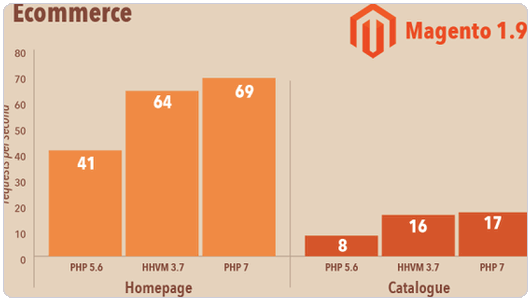 Ecommerce
Magento 1.9
requests per second
80
70
60
50
40
30
20
10
0
41
64
69
8
16
17
PHP 5.6
HHVM 3.7
PHP 7
PHP 5.6
HHVM 3.7
PHP 7
Homepage
Catalogue